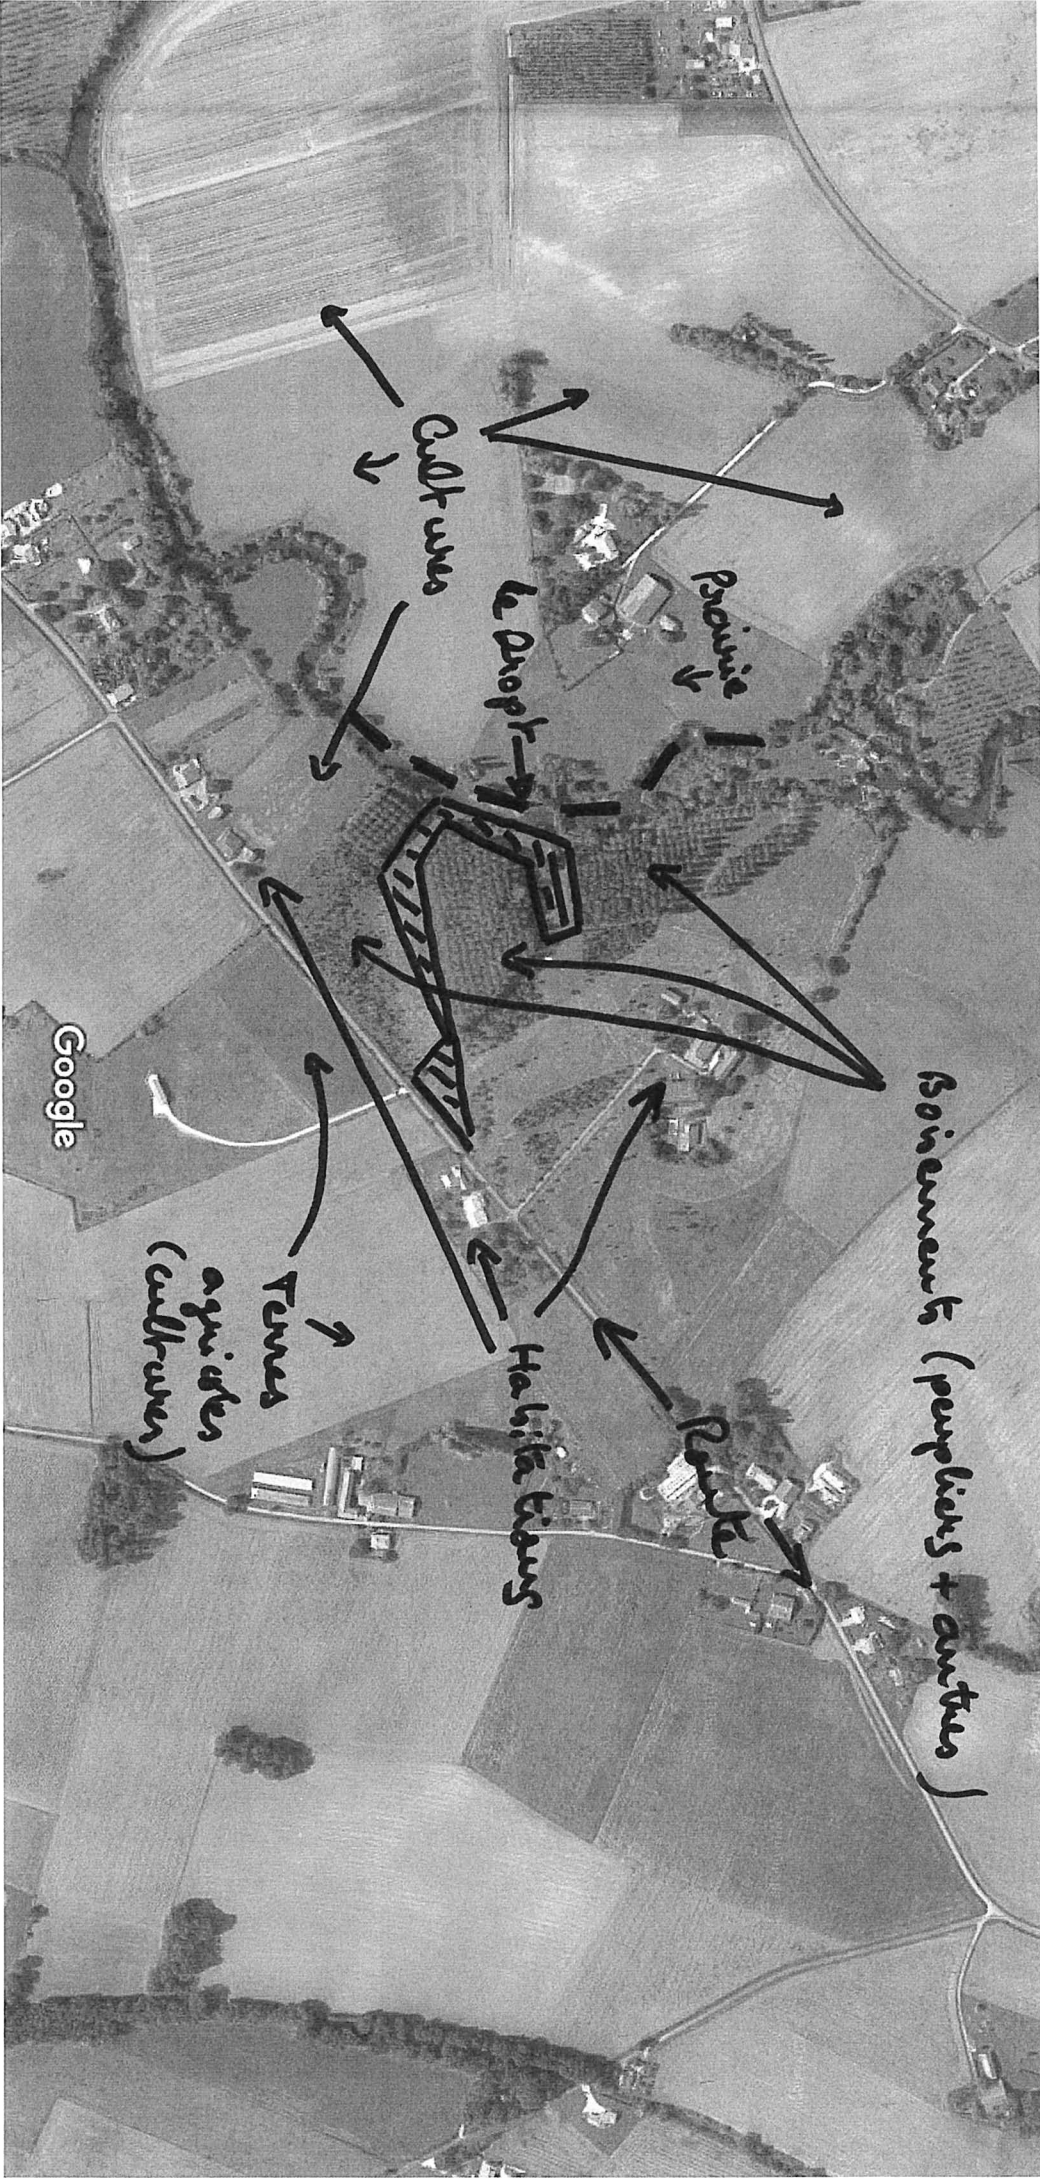 Boisements (peupliers + autres)
Prairie
le Dropt
Cultures
Route
Habitations
Terres
agricoles
(cultures)
Google